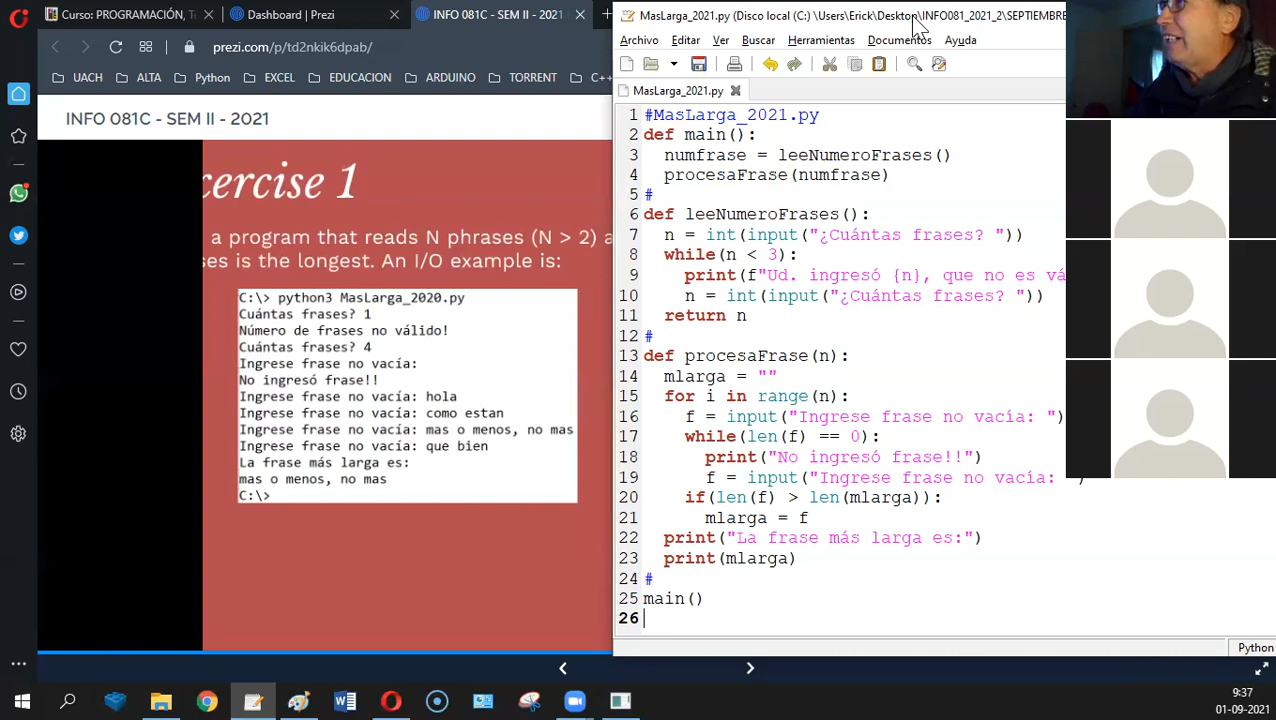 Curso: PROGRAMACIÓN, T
Dashboard | Prezi
INFO 081C - SEM II - 2021
prezi.com/p/td2nkik6dpab/
UACH
ALTA
Python
EXCEL
EDUCACION
ARDUINO
TORRENT
C++
INFO 081C - SEM II - 2021
ercise 1
a program that reads N phrases (N > 2) a
ses is the longest. An I/O example is:
C:\> python3 MasLarga_2020.py
Cuántas frases? 1
Número de frases no válido!
Cuántas frases? 4
Ingrese frase no vacía:
No ingresó frase!!
Ingrese frase no vacía: hola
Ingrese frase no vacía: como estan
Ingrese frase no vacía: mas o menos, no mas
Ingrese frase no vacía: que bien
La frase más larga es:
mas o menos, no mas
C:\>
MasLarga_2021.py (Disco local (C:) \Users\Erick\Desktop\INFO081_2021_2\SEPTIEMBRE
Archivo Editar Ver Buscar Herramientas Documentos Ayuda
MasLarga_2021.py
1 #MasLarga_2021.py
2 def main():
3 numfrase = leeNumeroFrases()
4 procesaFrase(numfrase)
5 #
6 def leeNumeroFrases():
7 n = int(input("¿Cuántas frases? "))
8 while(n < 3):
9 print(f"Ud. ingresó {n}, que no es vá
10 n = int(input("¿Cuántas frases? "))
11 return n
12 #
13 def procesaFrase(n):
14 mlarga = ""
15 for i in range(n):
16 f = input("Ingrese frase no vacía: ")
17 while(len(f) == 0):
18 print("No ingresó frase!!")
19 f = input("Ingrese frase no vacía: ")
20 if(len(f) > len(mlarga)):
21 mlarga = f
22 print("La frase más larga es:")
23 print(mlarga)
24 #
25 main()
26
Python
9:37
01-09-2021